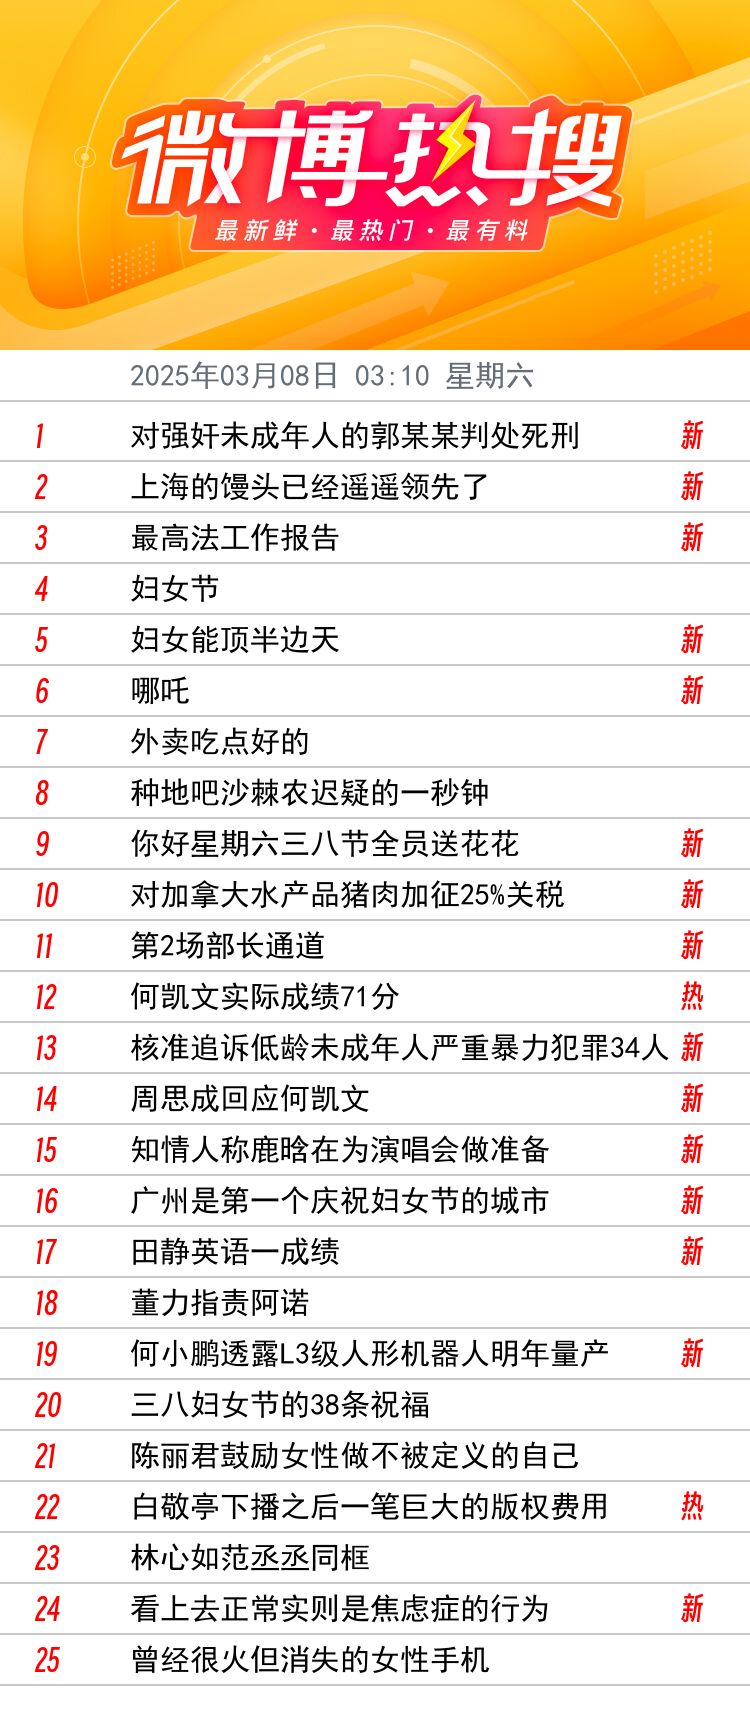 微博热搜
最新鲜·最热门·最有料
2025年03月08日 03:10 星期六
1 对强奸未成年人的郭某某判处死刑 新
2 上海的馒头已经遥遥领先了 新
3 最高法工作报告 新
4 妇女节
5 妇女能顶半边天 新
6 哪吒 新
7 外卖吃点好的
8 种地吧沙棘农迟疑的一秒钟
9 你好星期六三八节全员送花花 新
10 对加拿大水产品猪肉加征25%关税 新
11 第2场部长通道 新
12 何凯文实际成绩71分 热
13 核准追诉低龄未成年人严重暴力犯罪34人 新
14 周思成回应何凯文 新
15 知情人称鹿晗在为演唱会做准备 新
16 广州是第一个庆祝妇女节的城市 新
17 田静英语一成绩 新
18 董力指责阿诺
19 何小鹏透露L3级人形机器人明年量产 新
20 三八妇女节的38条祝福
21 陈丽君鼓励女性做不被定义的自己
22 白敬亭下播之后一笔巨大的版权费用 热
23 林心如范丞丞同框
24 看上去正常实则是焦虑症的行为 新
25 曾经很火但消失的女性手机